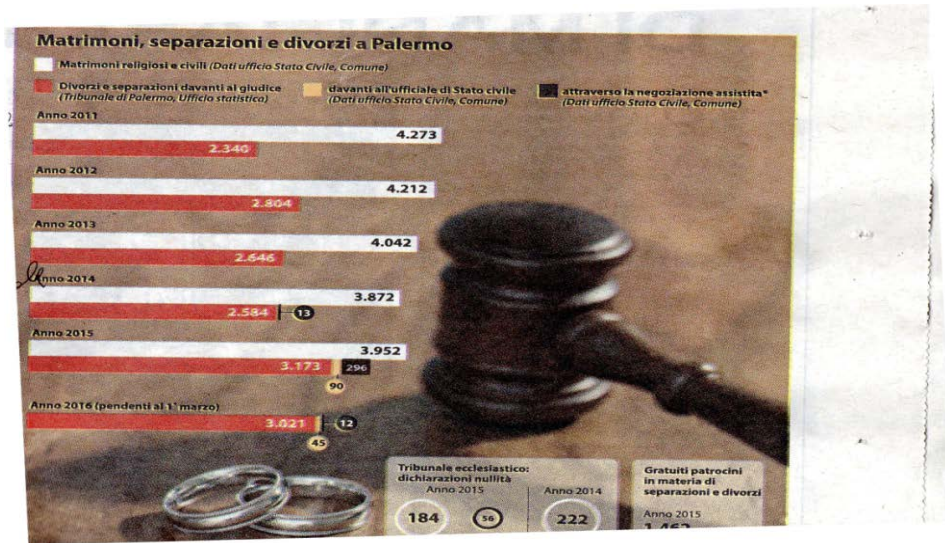 Matrimoni, separazioni e divorzi a Palermo
Matrimoni religiosi e civili (Dati ufficio Stato Civile, Comune)
Divorzi e separazioni davanti al giudice
(Tribunale di Palermo, Ufficio statistica)
davanti all'ufficiale di Stato civile
(Dati ufficio Stato Civile, Comune)
attraverso la negoziazione assistita*
(Dati ufficio Stato Civile, Comune)
Anno 2011
4.273
2.340
Anno 2012
4.212
2.804
Anno 2013
4.042
2.646
Anno 2014
3.872
2.584
13
Anno 2015
3.952
3.173
296
90
Anno 2016 (pendenti al 1° marzo)
3.021
12
45
Tribunale ecclesiastico:
dichiarazioni nullità
Anno 2015
Anno 2014
184
56
222
Gratuiti patrocini
in materia di
separazioni e divorzi
Anno 2015